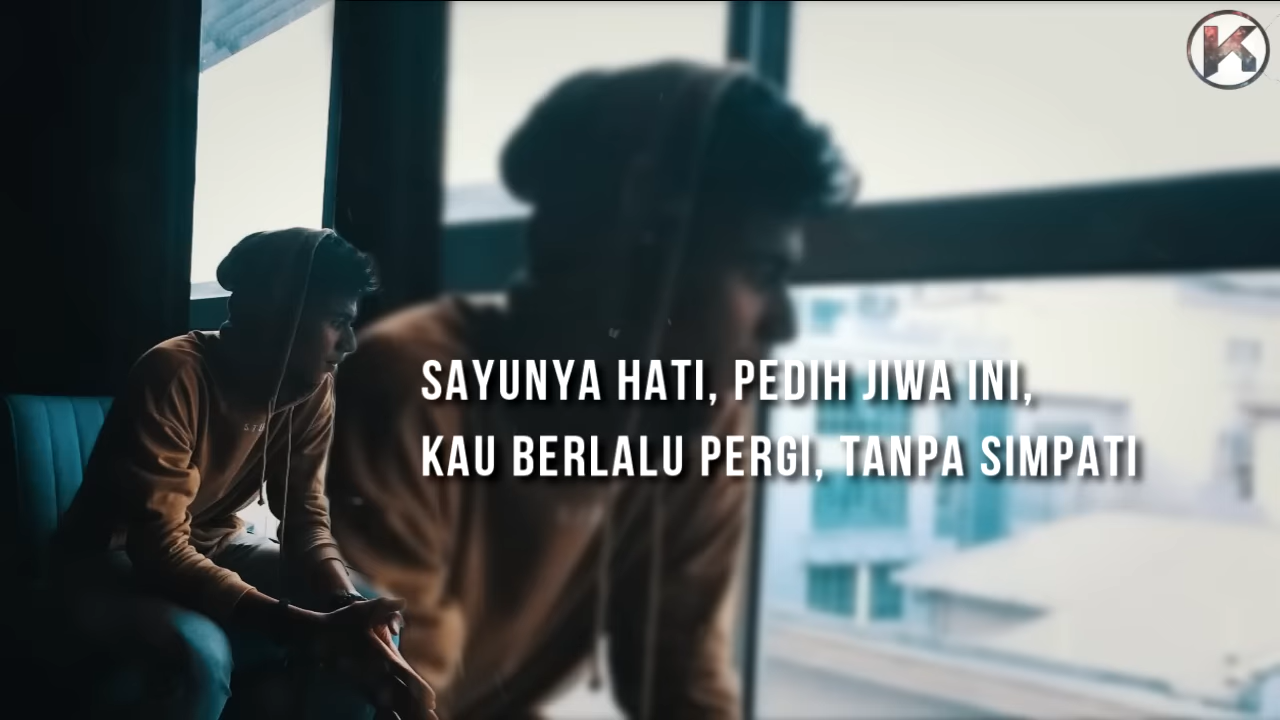 K
SAYUNYA HATI, PEDIH JIWA INI,
KAU BERLALU PERGI, TANPA SIMPATI